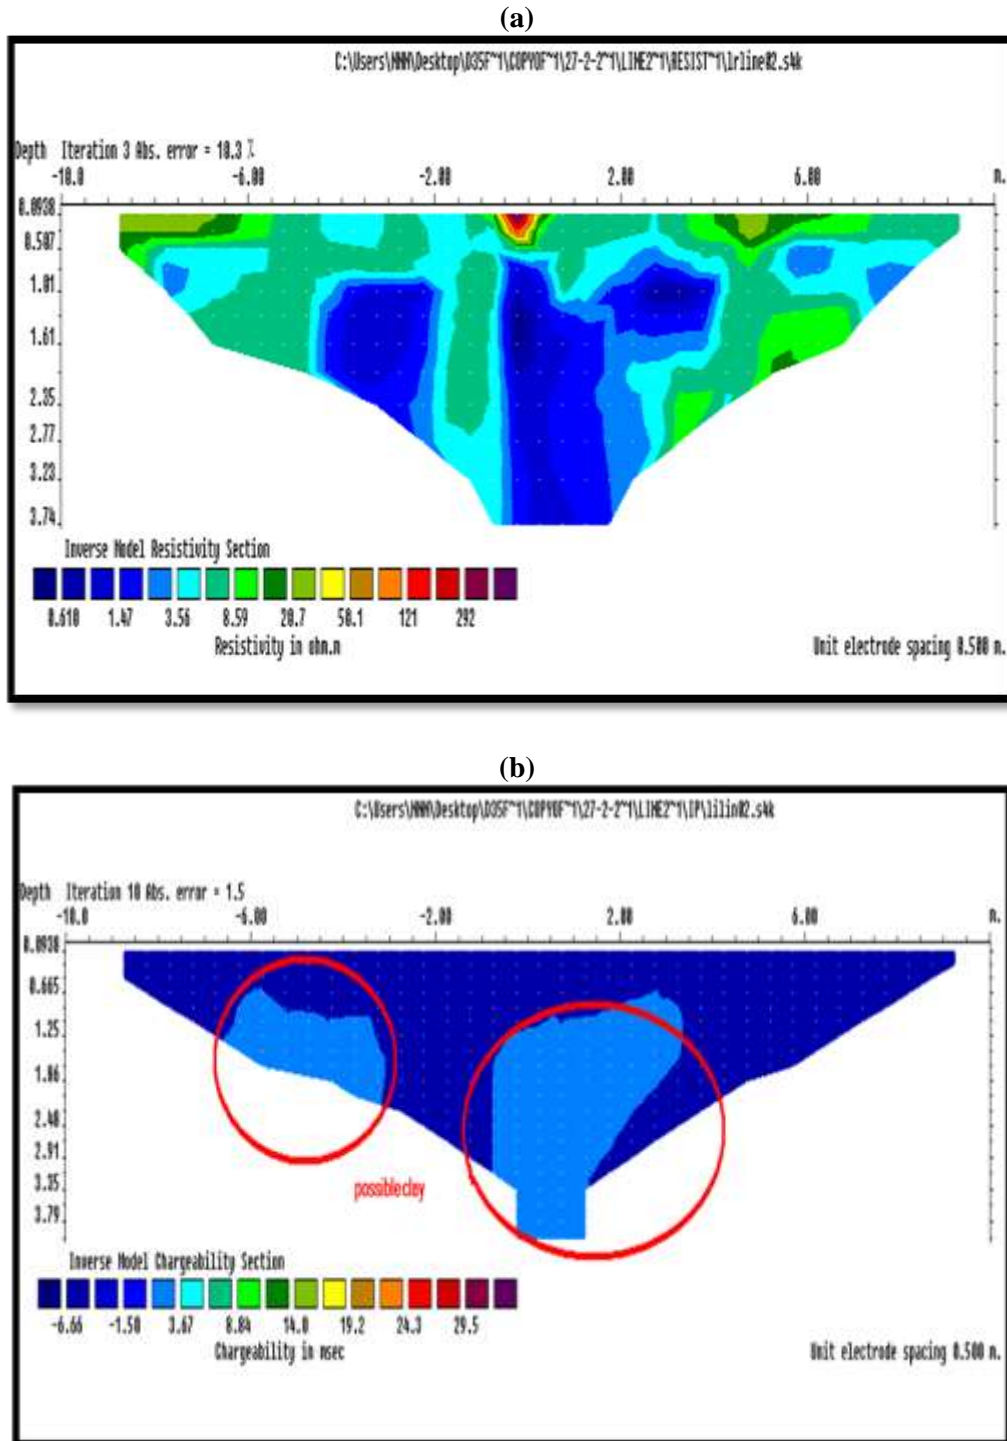 (a)
C:\Users\NNM\Desktop\D35F~1\COPYOF~1\27-2-2~1\LINE2~1\RESIST~1\lrline02.s4k
Depth Iteration 3 Abs. error = 10.3 %
-10.0 -6.00 -2.00 2.00 6.00 m.
0.0938
0.507
1.01
1.61
2.35
2.77
3.23
3.74
Inverse Model Resistivity Section
0.610 1.47 3.56 8.59 20.7 50.1 121 292
Resistivity in ohm.m
Unit electrode spacing 0.500 m.
(b)
C:\Users\NNM\Desktop\D35F~1\COPYOF~1\27-2-2~1\LINE2~1\IP\lilin02.s4k
Depth Iteration 10 Abs. error = 1.5
-10.0 -6.00 -2.00 2.00 6.00 m.
0.0938
0.665
1.25
1.86
2.48
2.91
3.35
3.79
possible clay
Inverse Model Chargeability Section
-6.66 -1.50 3.67 8.84 14.0 19.2 24.3 29.5
Chargeability in msec
Unit electrode spacing 0.500 m.